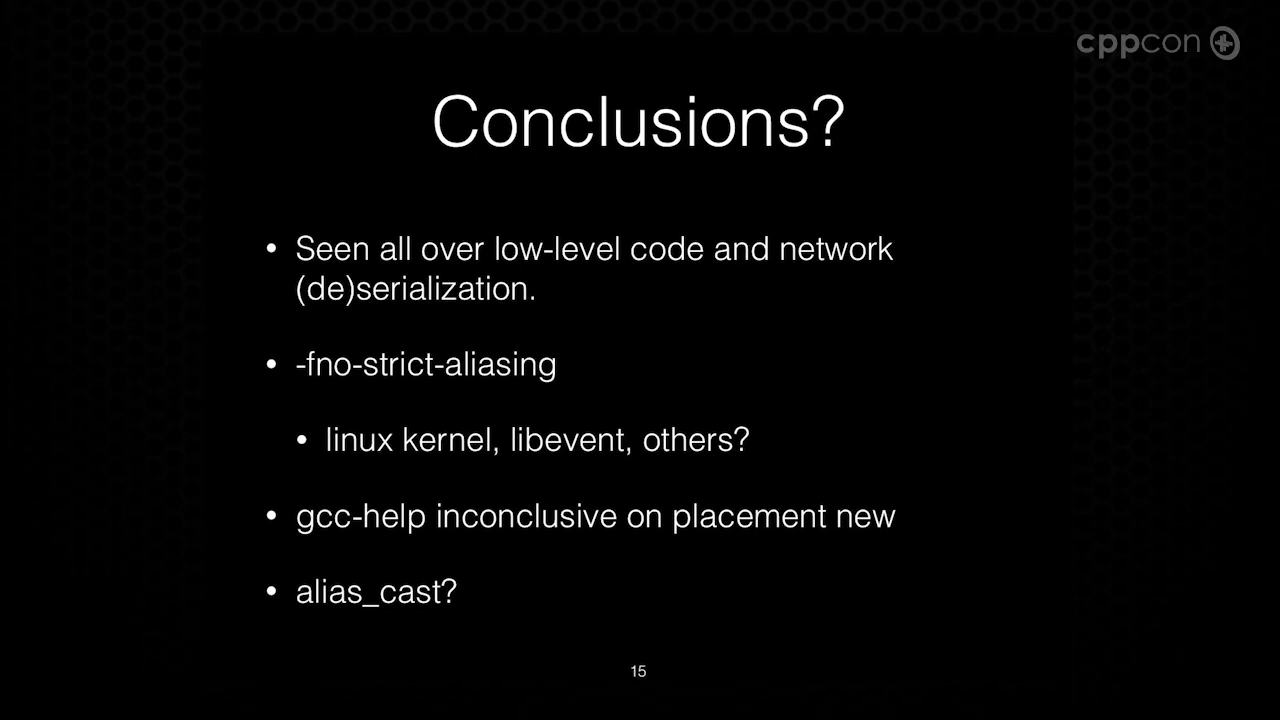 cppcon
Conclusions?
• Seen all over low-level code and network
(de)serialization.
• -fno-strict-aliasing
• linux kernel, libevent, others?
• gcc-help inconclusive on placement new
• alias_cast?
15